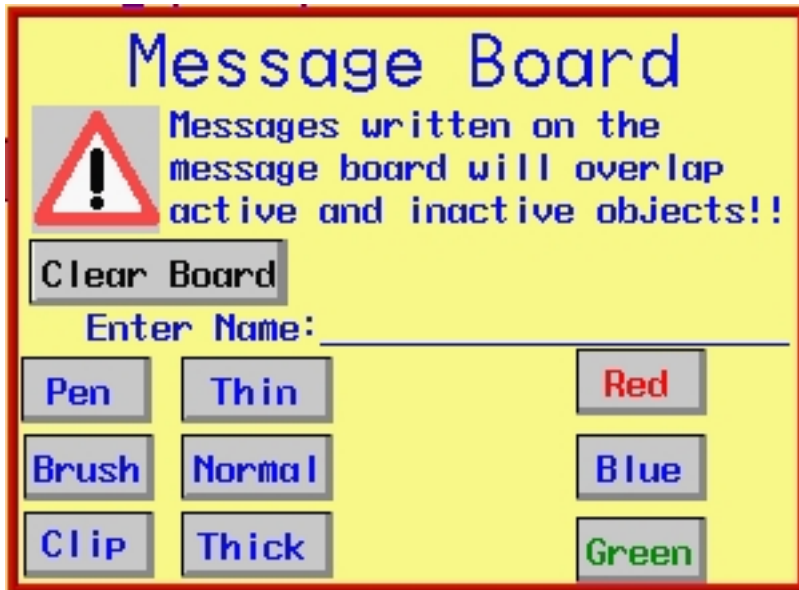 Message Board
Messages written on the
message board will overlap
active and inactive objects!!
Clear Board
Enter Name:
Pen Thin Red
Brush Normal Blue
Clip Thick Green